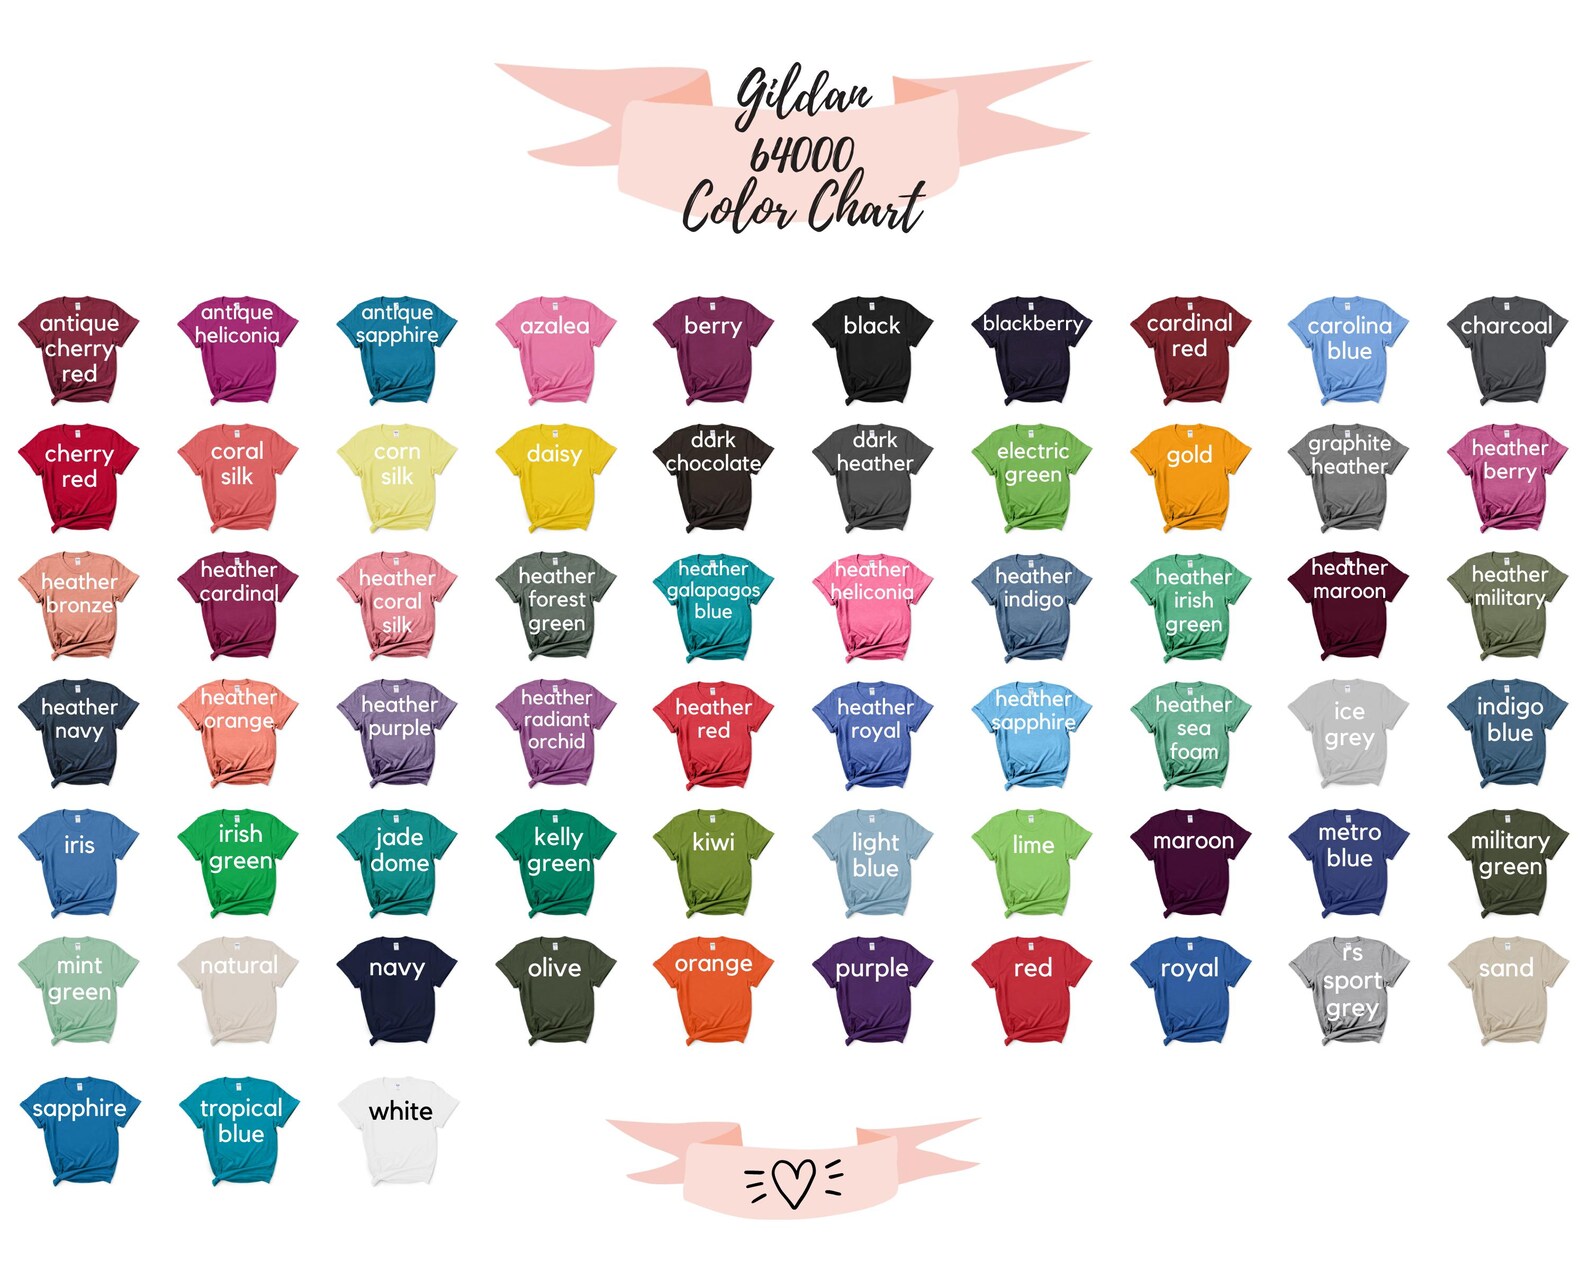 Gildan
64000
Color Chart
antique
cherry
red
antique
heliconia
antique
sapphire
azalea
berry
black
blackberry
cardinal
red
carolina
blue
charcoal
cherry
red
coral
silk
corn
silk
daisy
dark
chocolate
dark
heather
electric
green
gold
graphite
heather
heather
berry
heather
bronze
heather
cardinal
heather
coral
silk
heather
forest
green
heather
galapagos
blue
heather
heliconia
heather
indigo
heather
irish
green
heather
maroon
heather
military
heather
navy
heather
orange
heather
purple
heather
radiant
orchid
heather
red
heather
royal
heather
sapphire
heather
sea
foam
ice
grey
indigo
blue
iris
irish
green
jade
dome
kelly
green
kiwi
light
blue
lime
maroon
metro
blue
military
green
mint
green
natural
navy
olive
orange
purple
red
royal
rs
sport
grey
sand
sapphire
tropical
blue
white